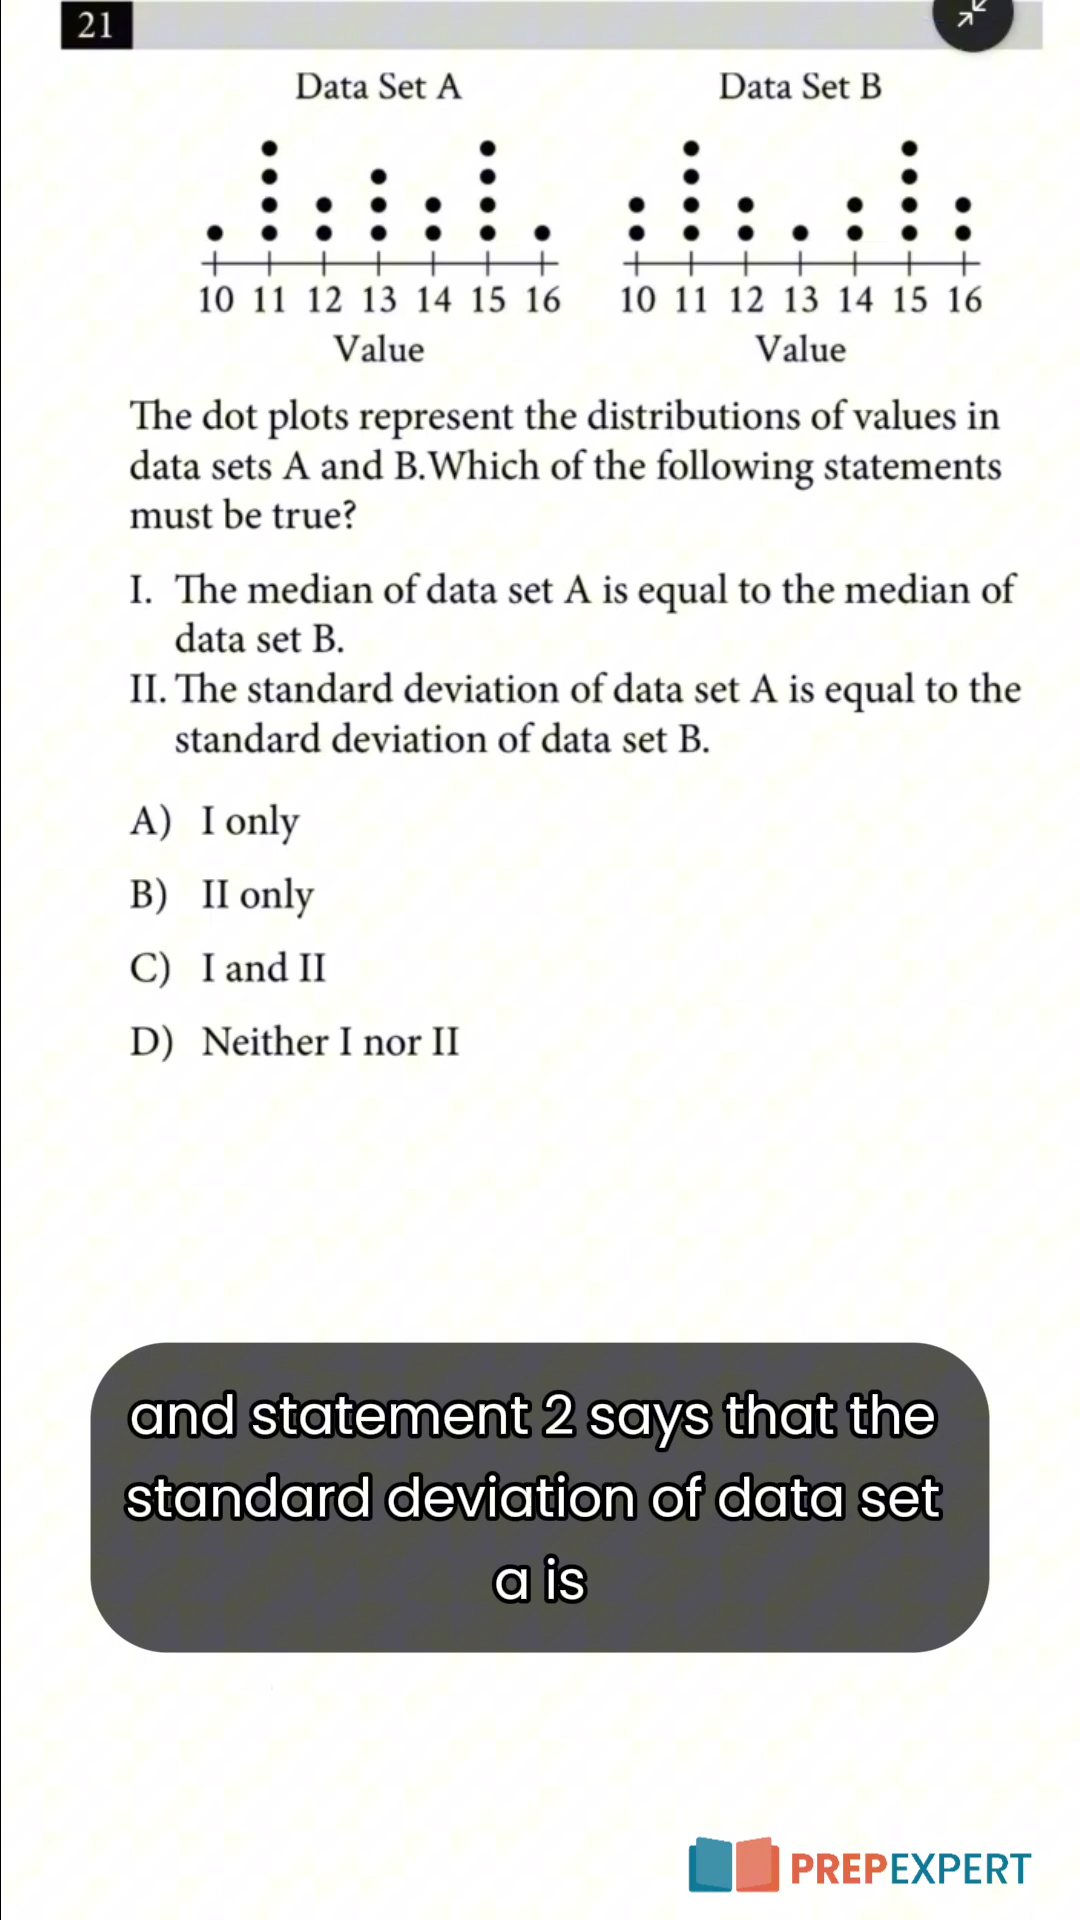 21
Data Set A Data Set B
10 11 12 13 14 15 16 10 11 12 13 14 15 16
Value Value
The dot plots represent the distributions of values in
data sets A and B.Which of the following statements
must be true?
I. The median of data set A is equal to the median of
data set B.
II. The standard deviation of data set A is equal to the
standard deviation of data set B.
A) I only
B) II only
C) I and II
D) Neither I nor II
and statement 2 says that the
standard deviation of data set
a is
PREPEXPERT